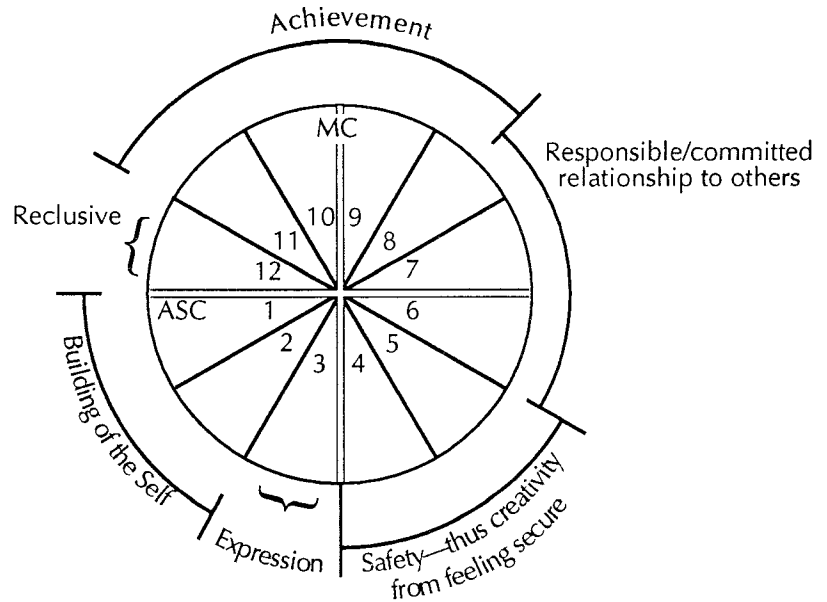 Achievement
MC
Responsible/committed
relationship to others
Reclusive
10 9
11 8
12 7
ASC 1 6
2 5
3 4
Building of the Self
Expression
Safety—thus creativity
from feeling secure